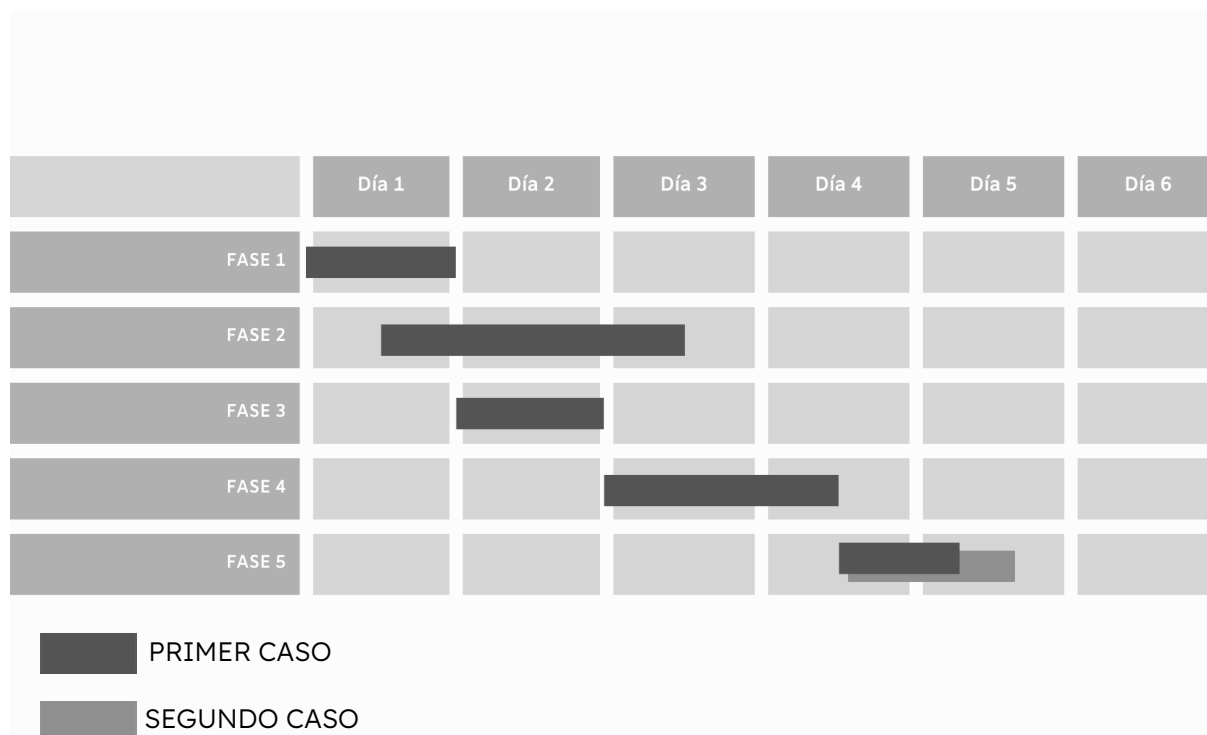 Día 1 Día 2 Día 3 Día 4 Día 5 Día 6
FASE 1
FASE 2
FASE 3
FASE 4
FASE 5
PRIMER CASO
SEGUNDO CASO